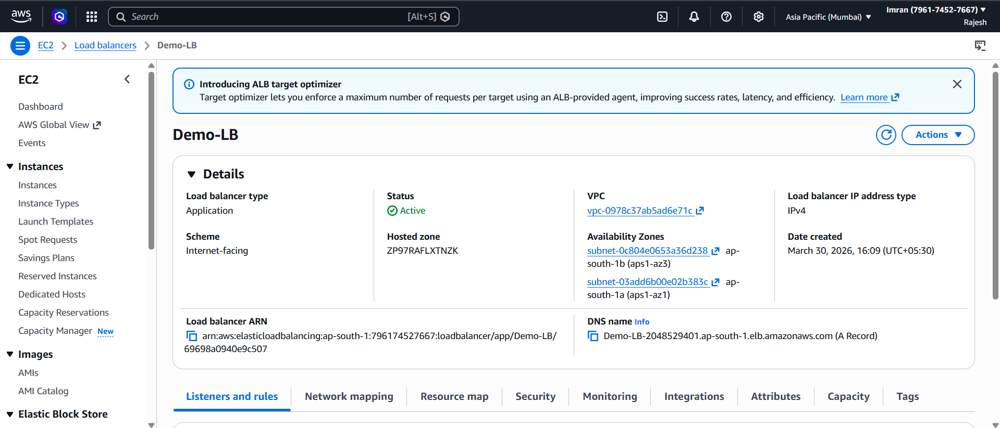 aws
Search
[Alt+S]
Asia Pacific (Mumbai)
Imran (7961-7452-7667)
Rajesh
EC2
Load balancers
Demo-LB
EC2
Dashboard
AWS Global View
Events
Instances
Instances
Instance Types
Launch Templates
Spot Requests
Savings Plans
Reserved Instances
Dedicated Hosts
Capacity Reservations
Capacity Manager New
Images
AMIs
AMI Catalog
Elastic Block Store
Introducing ALB target optimizer
Target optimizer lets you enforce a maximum number of requests per target using an ALB-provided agent, improving success rates, latency, and efficiency. Learn more
Demo-LB
Actions
Details
Load balancer type
Application
Status
Active
VPC
vpc-0978c37ab5ad6e71c
Load balancer IP address type
IPv4
Scheme
Internet-facing
Hosted zone
ZP97RAFLXTNZK
Availability Zones
subnet-0c804e0653a36d238 ap-
south-1b (aps1-az3)
subnet-03add6b00e02b383c ap-
south-1a (aps1-az1)
Date created
March 30, 2026, 16:09 (UTC+05:30)
Load balancer ARN
arn:aws:elasticloadbalancing:ap-south-1:796174527667:loadbalancer/app/Demo-LB/
69698a0940e9c507
DNS name Info
Demo-LB-2048529401.ap-south-1.elb.amazonaws.com (A Record)
Listeners and rules
Network mapping
Resource map
Security
Monitoring
Integrations
Attributes
Capacity
Tags